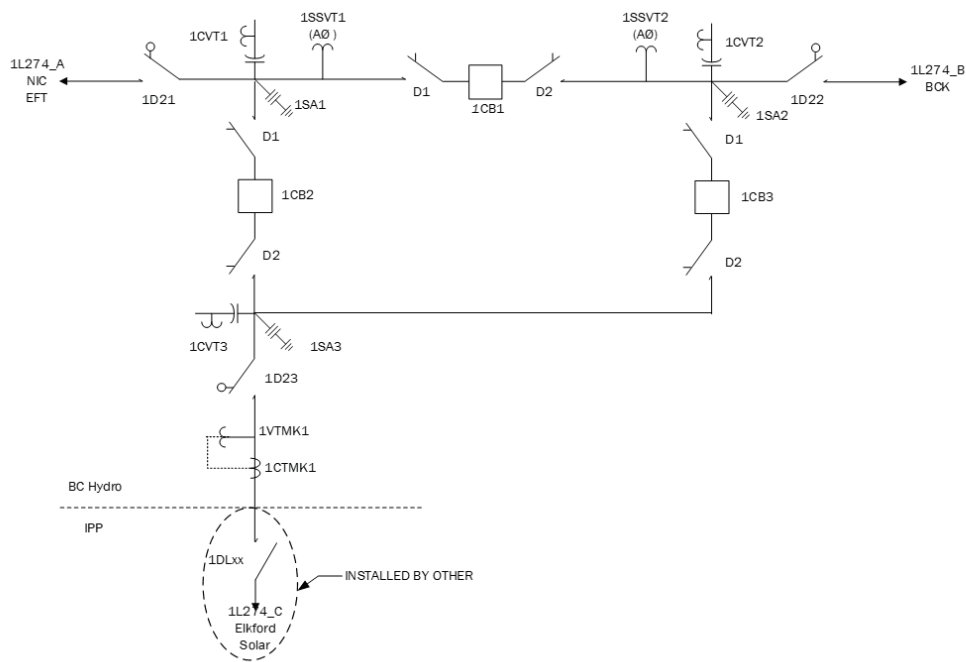 1SSVT1
(AØ )
1SSVT2
(AØ)
1CVT1
1CVT2
1L274_A
NIC
EFT
1D21
1SA1
D1
1CB1
D2
1SA2
1D22
1L274_B
BCK
D1
D1
1CB2
1CB3
D2
D2
1CVT3
1SA3
1D23
1VTMK1
1CTMK1
BC Hydro
IPP
1DLxx
INSTALLED BY OTHER
1L274_C
Elkford
Solar